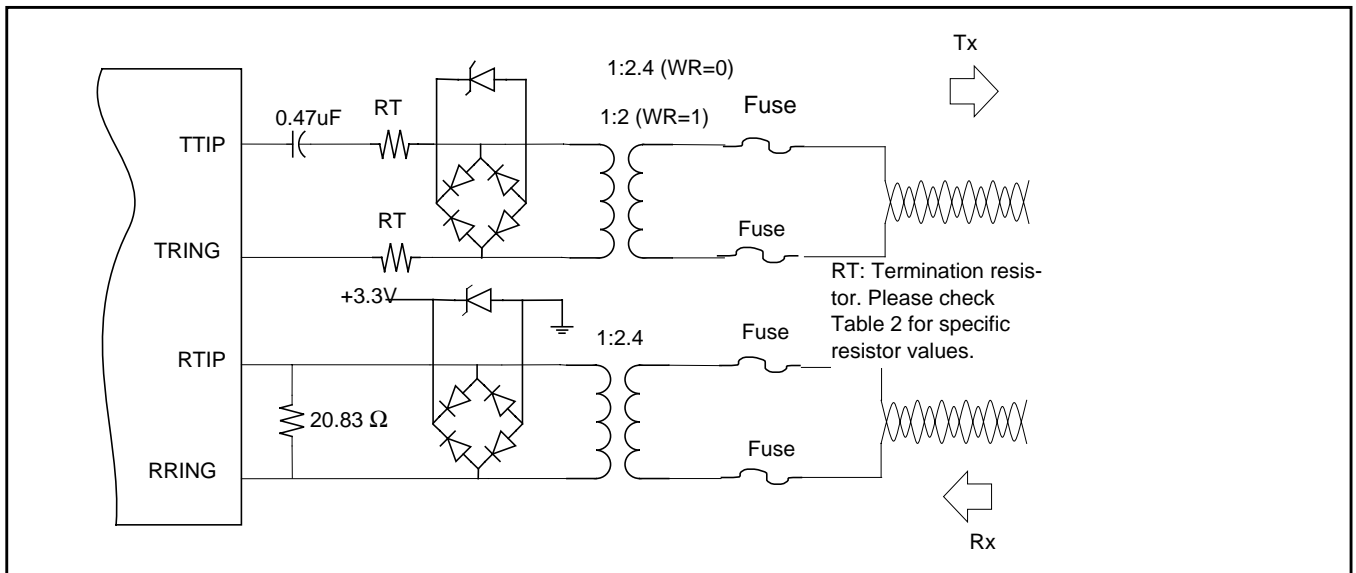 Tx
1:2.4 (WR=0)
1:2 (WR=1)
Fuse
RT
0.47uF
TTIP
RT
Fuse
TRING
RT: Termination resis-
tor. Please check
Table 2 for specific
resistor values.
+3.3V
1:2.4
Fuse
RTIP
20.83 Ω
Fuse
RRING
Rx